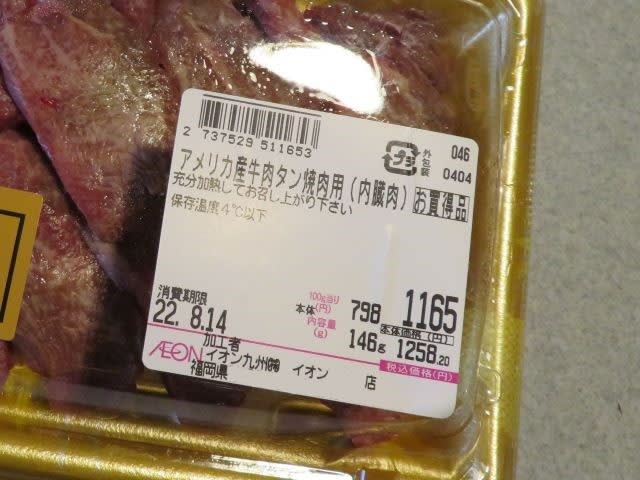 2 737529 511653
プラ
外包装
046
0404
アメリカ産牛肉タン焼肉用（内臓肉）
お買得品
充分加熱してお召し上がり下さい
保存温度4℃以下
消費期限
22. 8.14
100g当り
本体(円)
798
1165
本体価格(円)
内容量(g)
146g
1258.20
税込価格(円)
加工者
AEON イオン九州㈱ イオン 店
福岡県